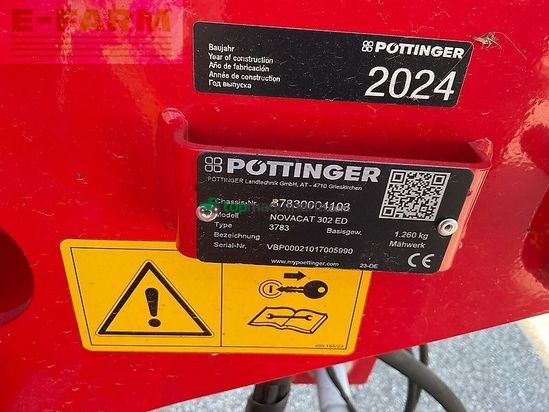 E-FARM
Baujahr
Year of construction
Año de fabricación
Année de construction
Год выпуска
PÖTTINGER
2024
PÖTTINGER
PÖTTINGER Landtechnik GmbH, AT - 4710 Grieskirchen
Chassis-Nr.
Modell NOVACAT 302 ED
Type 3783 Basisgew. 1.260 kg
Bezeichnung Mähwerk
Serial-Nr. VBP00021017005990
www.mypoettinger.com 23-DE CE